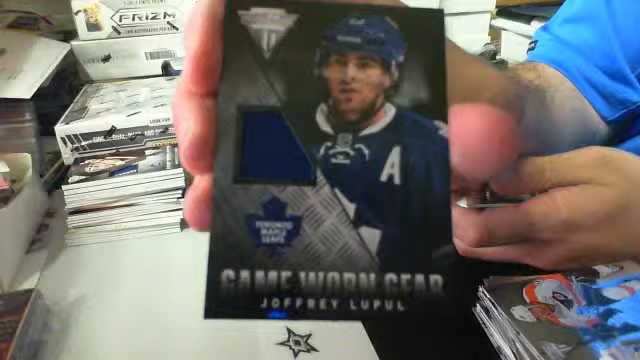 PRIZM
A
TORONTO
MAPLE
LEAFS
GAME WORN GEAR
JOFFREY LUPUL